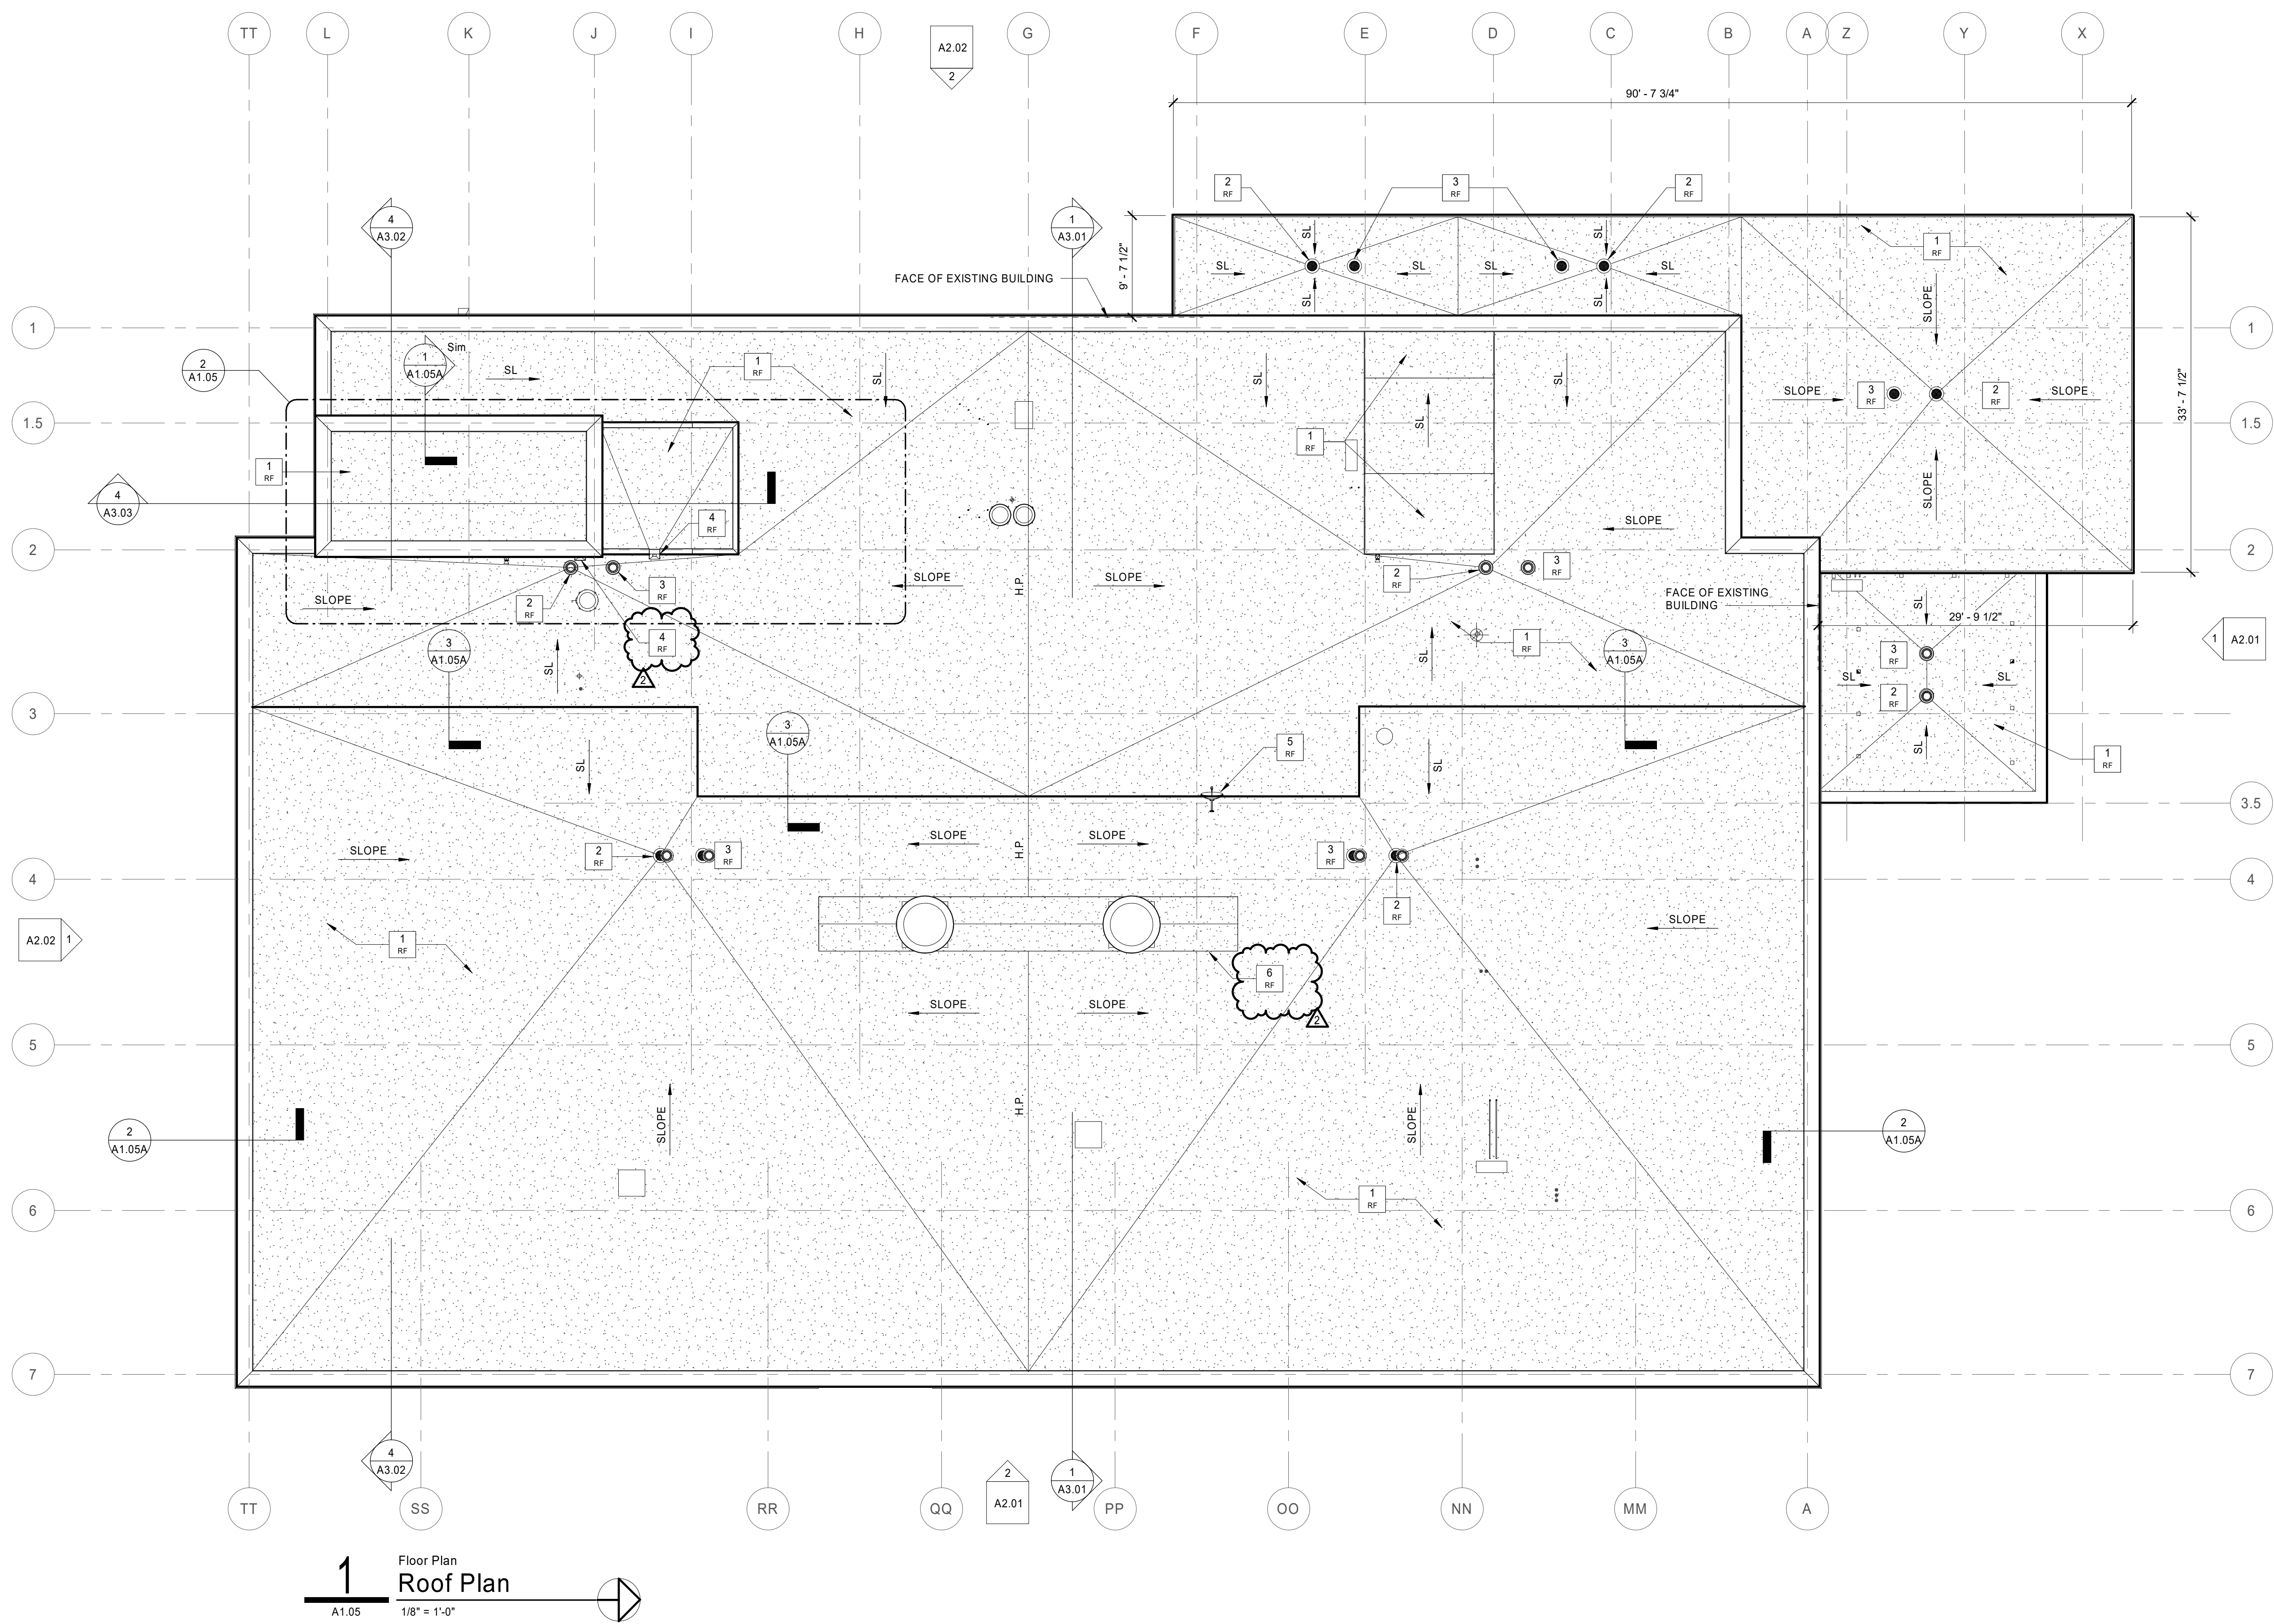 TT L K J I H G F E D C B A Z Y X
A2.02
2
90' - 7 3/4"
2
RF
3
RF
2
RF
4
A3.02
1
A3.01
9' - 7 1/2"
SL
SL
SL
SL
SL
SL
SL
SL
1
RF
FACE OF EXISTING BUILDING
SLOPE
1
1
2
A1.05
1
A1.05A
Sim
SL
1
RF
SL
SL
SL
SL
SLOPE
3
RF
2
RF
SLOPE
33' - 7 1/2"
1.5
1.5
1
RF
1
RF
4
A3.03
4
RF
SLOPE
SLOPE
2
2
SLOPE
2
RF
3
RF
SLOPE
H.P.
SLOPE
2
RF
3
RF
FACE OF EXISTING
BUILDING
SL
29' - 9 1/2"
1
A2.01
4
RF
2
3
A1.05A
SL
SL
1
RF
3
A1.05A
3
RF
SL
2
RF
SL
SL
3
3
A1.05A
SL
5
RF
SL
1
RF
3.5
SLOPE
2
RF
3
RF
SLOPE
H.P.
SLOPE
3
RF
2
RF
4
4
A2.02
1
1
RF
SLOPE
6
RF
2
SLOPE
SLOPE
5
5
SLOPE
H.P.
SLOPE
2
A1.05A
2
A1.05A
1
RF
6
6
7
7
4
A3.02
2
A2.01
1
A3.01
TT SS RR QQ PP OO NN MM A
1
A1.05
Floor Plan
Roof Plan
1/8" = 1'-0"